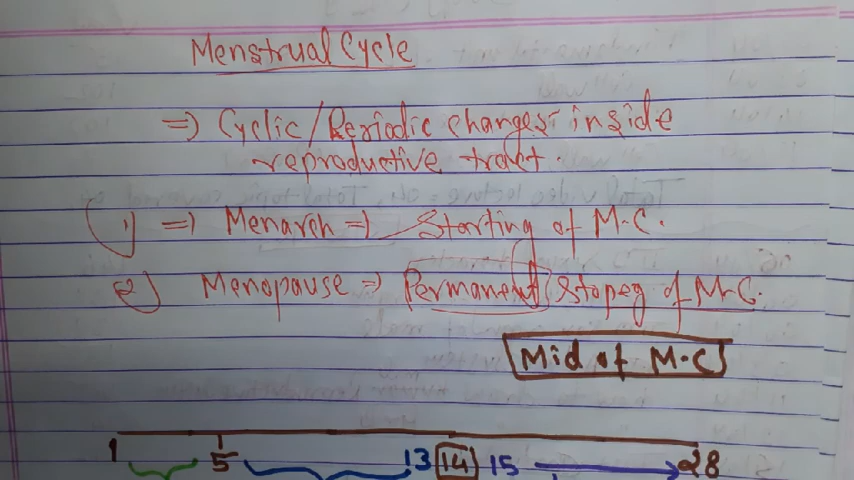 Menstrual Cycle
=> Cyclic/Periodic changes inside
reproductive tract.
1) => Menarch => Starting of M.C.
2) Menopause => Permanent Stopeg of M.C.
Mid of M.C
1 5 13 14 15 28